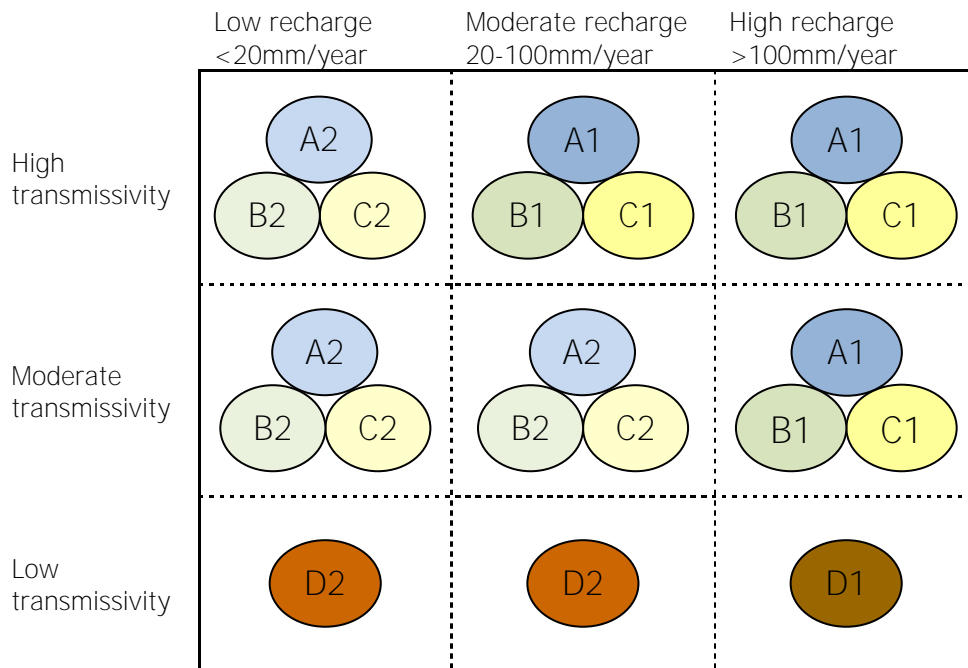 Low recharge
<20mm/year
Moderate recharge
20-100mm/year
High recharge
>100mm/year
High
transmissivity
A2
B2 C2
A1
B1 C1
A1
B1 C1
Moderate
transmissivity
A2
B2 C2
A2
B2 C2
A1
B1 C1
Low
transmissivity
D2
D2
D1